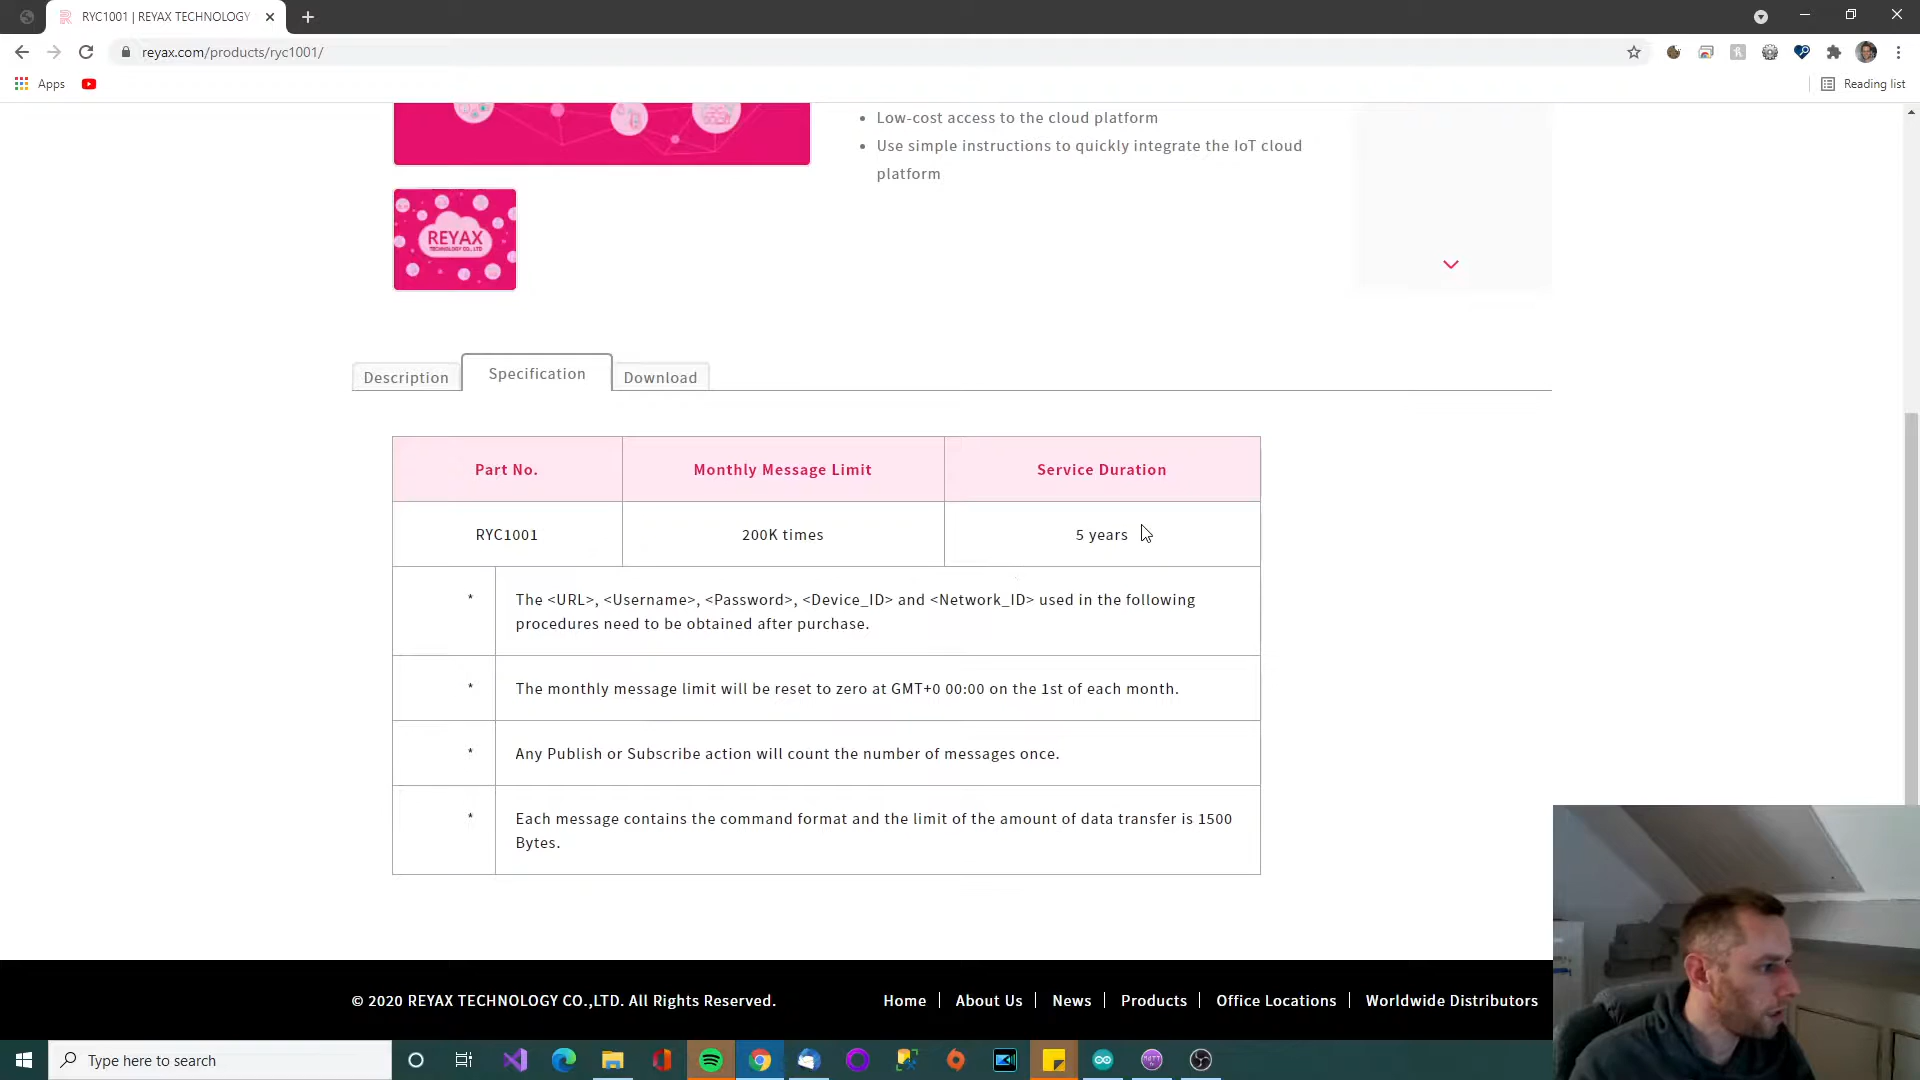 RYC1001 | REYAX TECHNOLOGY
reyax.com/products/ryc1001/
Apps
Reading list
Low-cost access to the cloud platform
Use simple instructions to quickly integrate the IoT cloud
platform
REYAX
TECHNOLOGY CO., LTD
Description
Specification
Download
Part No.
Monthly Message Limit
Service Duration
RYC1001
200K times
5 years
* The <URL>, <Username>, <Password>, <Device_ID> and <Network_ID> used in the following
procedures need to be obtained after purchase.
* The monthly message limit will be reset to zero at GMT+0 00:00 on the 1st of each month.
* Any Publish or Subscribe action will count the number of messages once.
* Each message contains the command format and the limit of the amount of data transfer is 1500
Bytes.
© 2020 REYAX TECHNOLOGY CO.,LTD. All Rights Reserved.
Home | About Us | News | Products | Office Locations | Worldwide Distributors
Type here to search